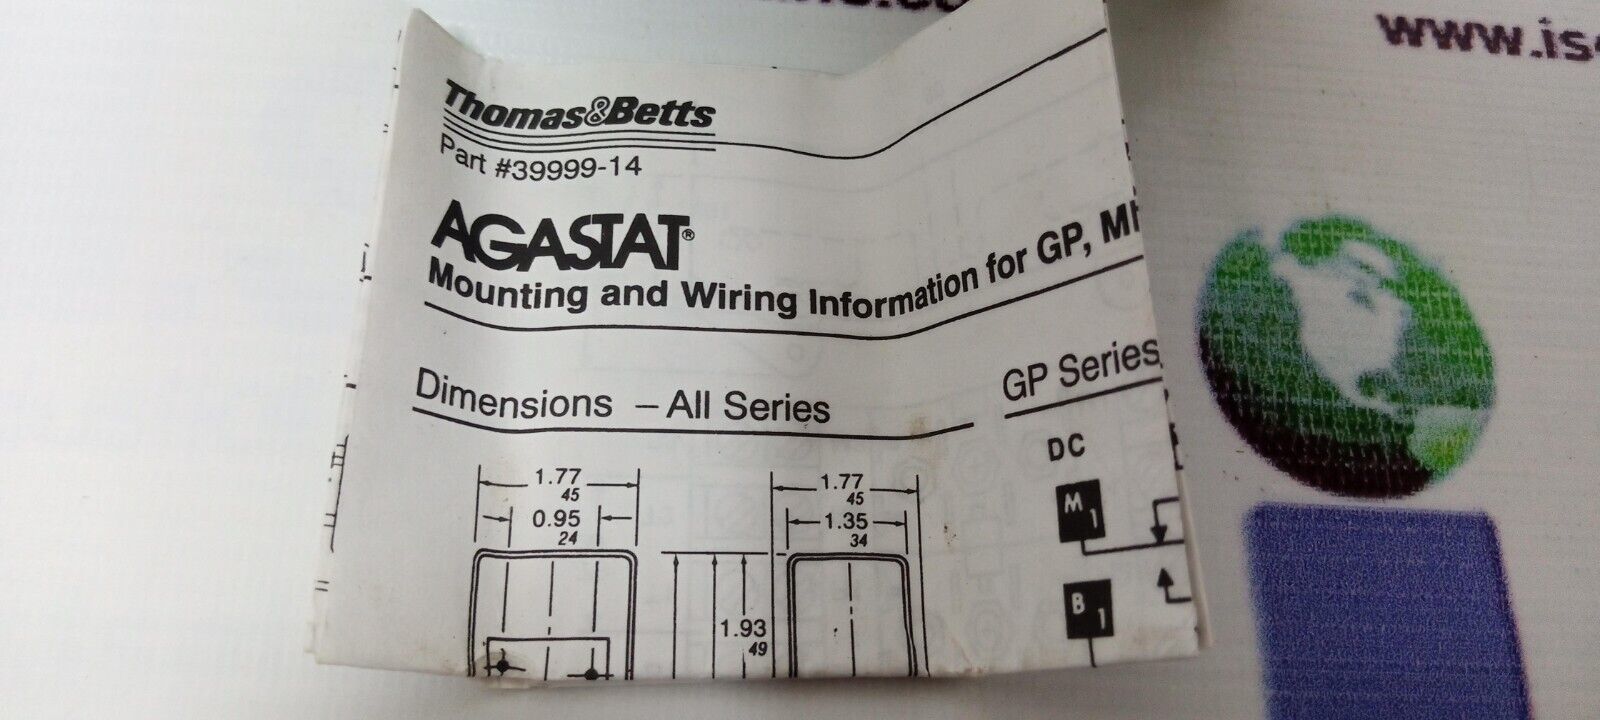 www.is
Thomas&Betts
Part #39999-14
AGASTAT®
Mounting and Wiring Information for GP,
Dimensions – All Series
GP Series
DC
1.77
45
0.95
24
1.77
45
1.35
34
M
1
1.93
49
B
1